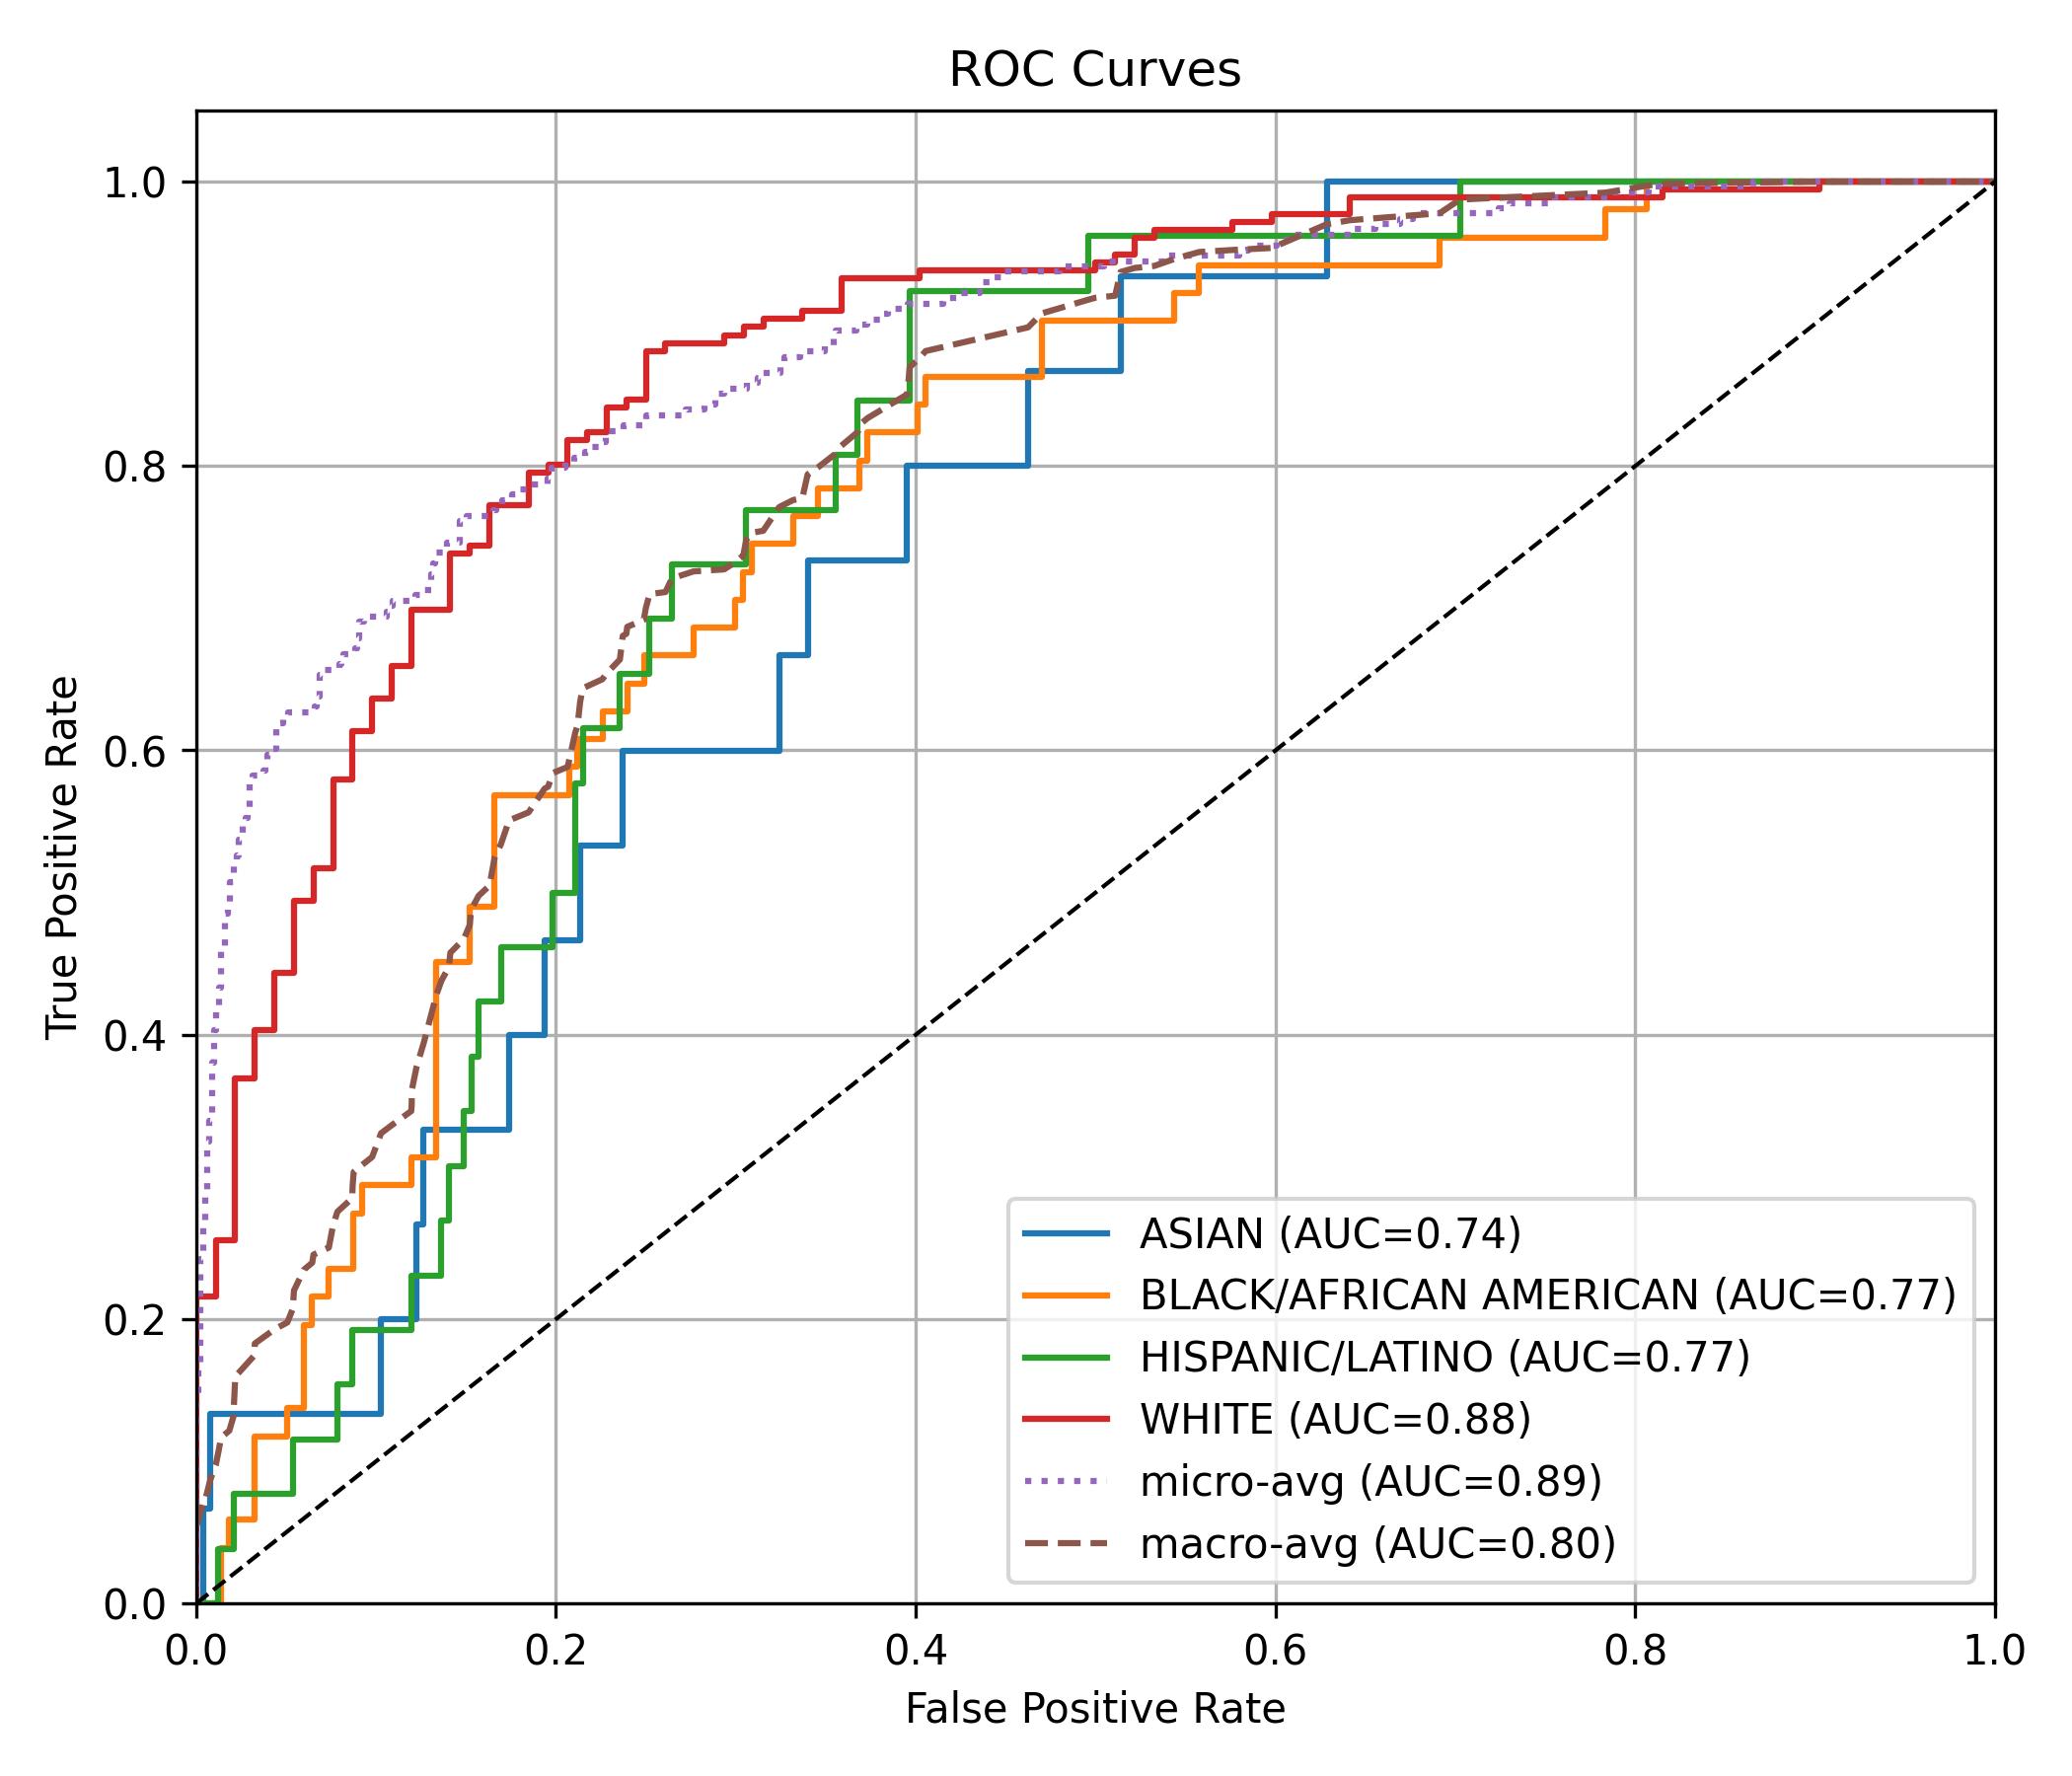 ROC Curves
1.0
0.8
0.6
0.4
0.2
0.0
True Positive Rate
ASIAN (AUC=0.74)
BLACK/AFRICAN AMERICAN (AUC=0.77)
HISPANIC/LATINO (AUC=0.77)
WHITE (AUC=0.88)
micro-avg (AUC=0.89)
macro-avg (AUC=0.80)
0.0 0.2 0.4 0.6 0.8 1.0
False Positive Rate